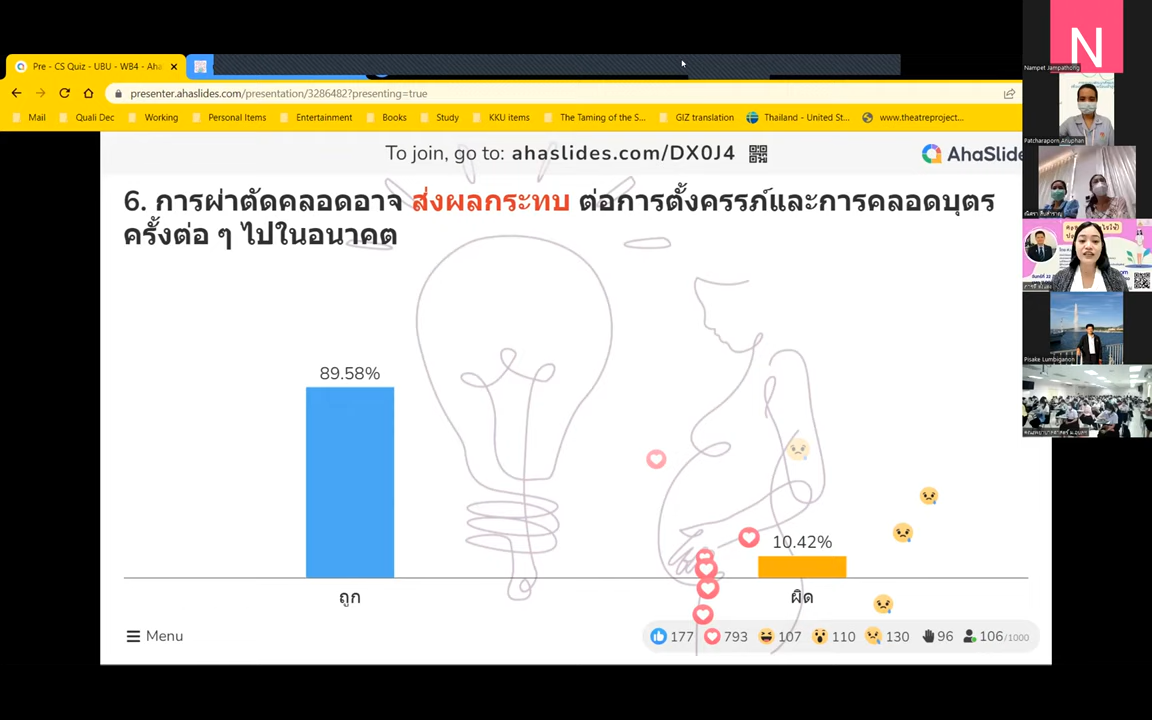 Pre - CS Quiz - UBU - WB4 - Aha
presenter.ahaslides.com/presentation/3286482?presenting=true
Mail
Quali Dec
Working
Personal Items
Entertainment
Books
Study
KKU items
The Taming of the S...
GIZ translation
Thailand - United St...
www.theatreproject...
To join, go to: ahaslides.com/DX0J4
AhaSlide
6. การผ่าตัดคลอดอาจ ส่งผลกระทบ ต่อการตั้งครรภ์และการคลอดบุตร
ครั้งต่อ ๆ ไปในอนาคต
89.58%
10.42%
ถูก
ผิด
Menu
177
793
107
110
130
96
106/1000
N
Nampet Jampathong
Patcharaporn Anuphan
Pisake Lumbiganon